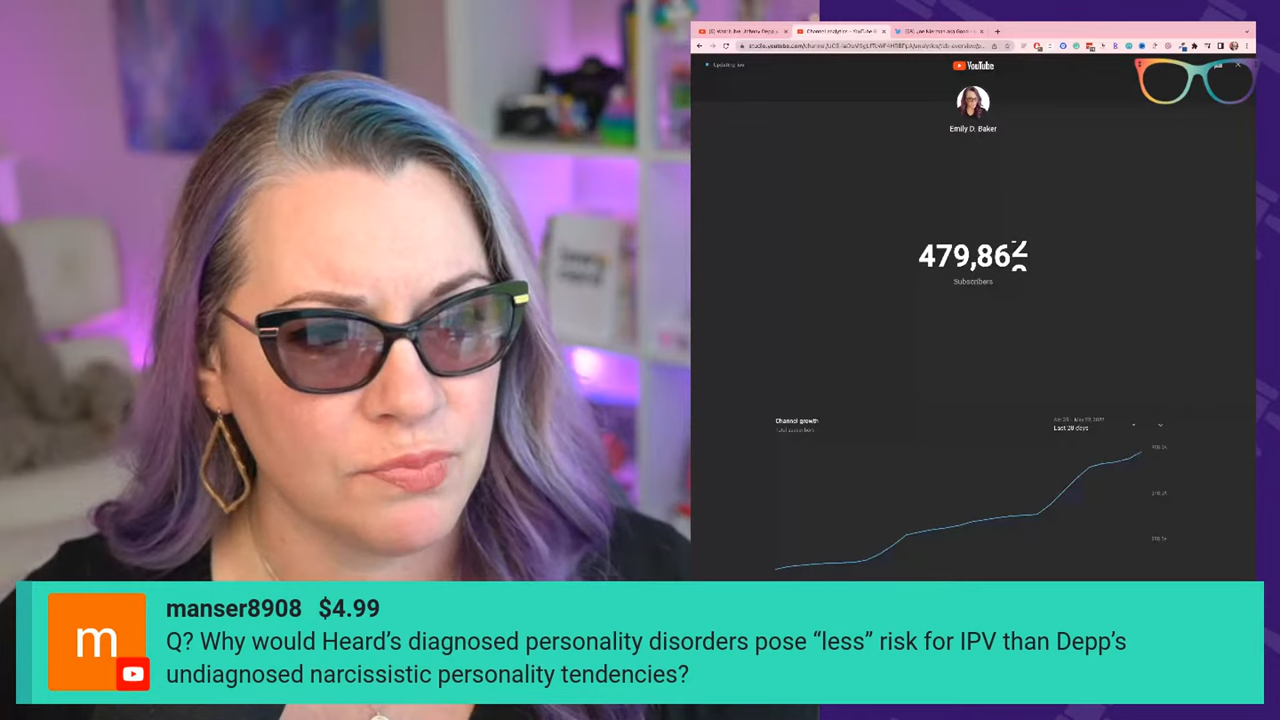 YouTube
Emily D. Baker
479,86
Subscribers
Channel growth
Last 28 days
m
manser8908 $4.99
Q? Why would Heard’s diagnosed personality disorders pose “less” risk for IPV than Depp’s
undiagnosed narcissistic personality tendencies?